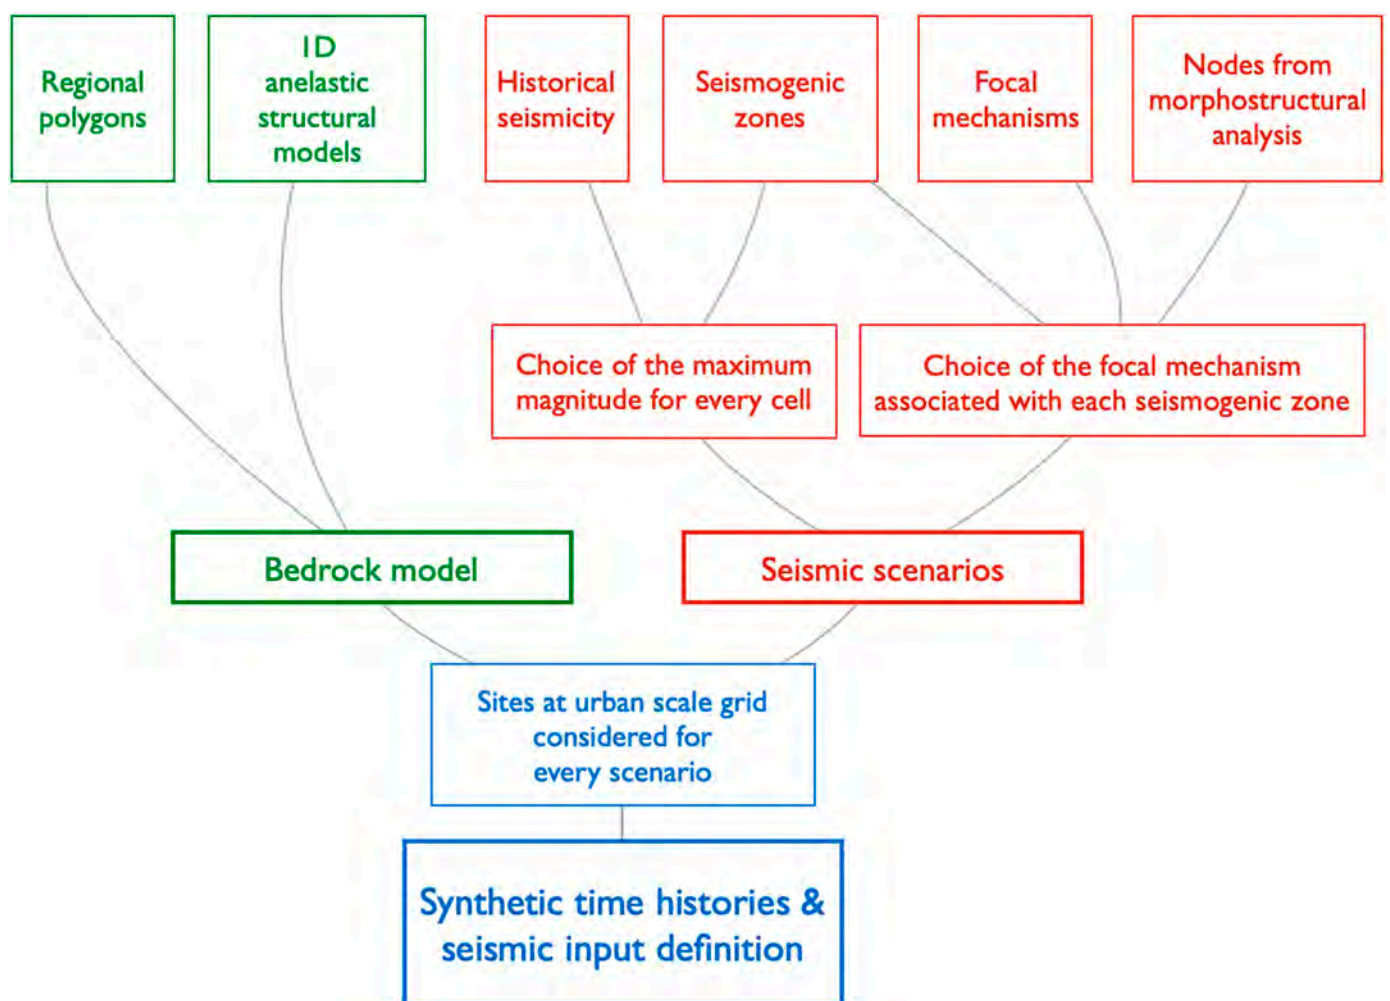 Regional
polygons
1D
anelastic
structural
models
Historical
seismicity
Seismogenic
zones
Focal
mechanisms
Nodes from
morphostructural
analysis
Choice of the maximum
magnitude for every cell
Choice of the focal mechanism
associated with each seismogenic zone
Bedrock model
Seismic scenarios
Sites at urban scale grid
considered for
every scenario
Synthetic time histories &
seismic input definition